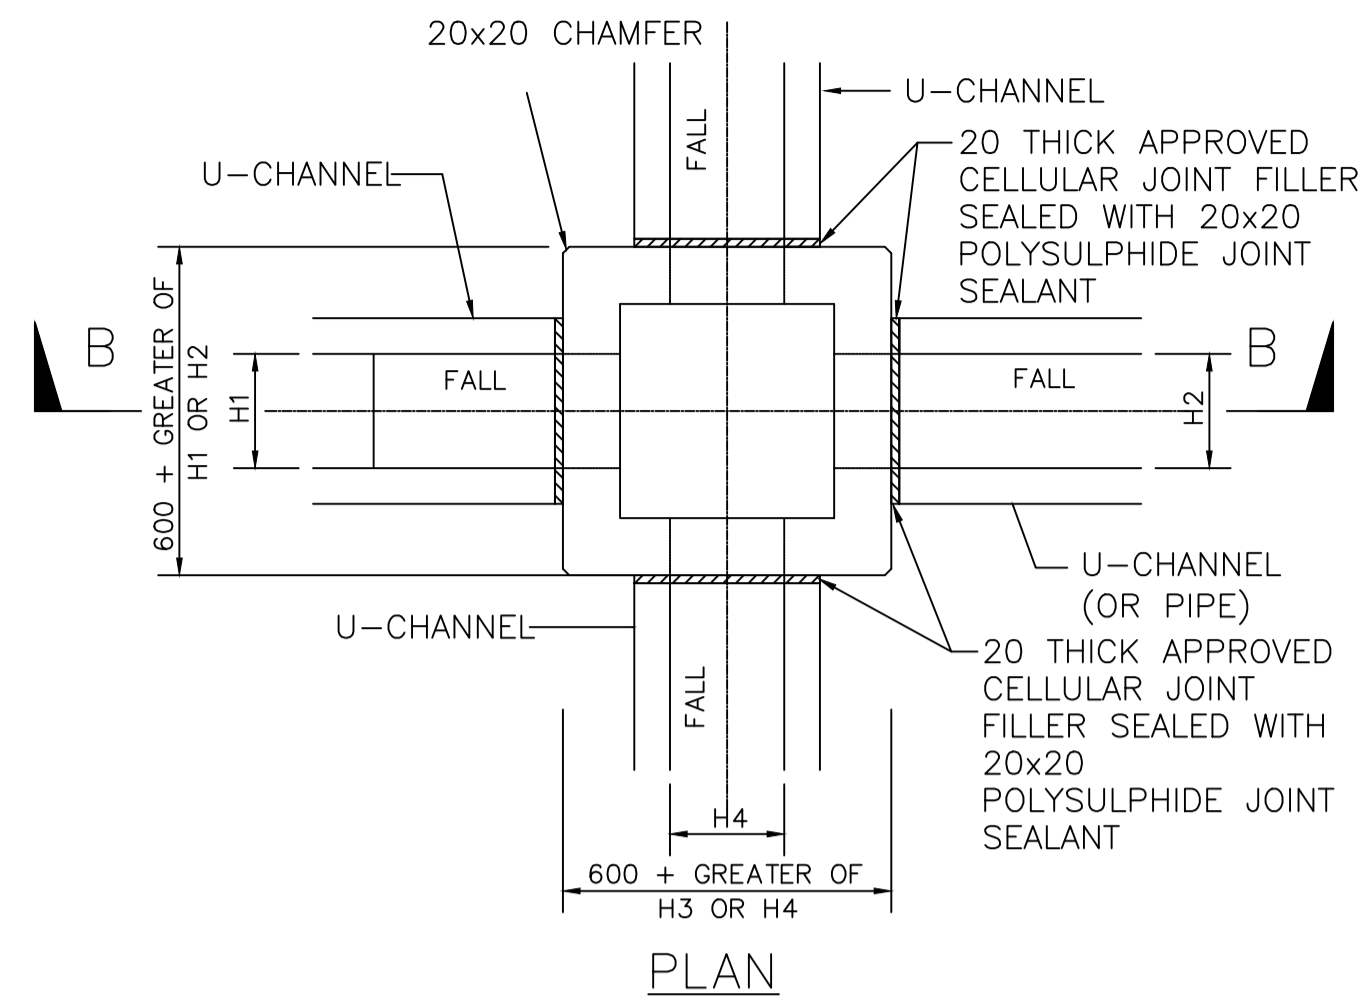 20x20 CHAMFER
U-CHANNEL
FALL
U-CHANNEL
20 THICK APPROVED
CELLULAR JOINT FILLER
SEALED WITH 20x20
POLYSULPHIDE JOINT
SEALANT
600 + GREATER OF
H1 OR H2
B
H1
FALL
FALL
H2
B
U-CHANNEL
(OR PIPE)
U-CHANNEL
FALL
20 THICK APPROVED
CELLULAR JOINT
FILLER SEALED WITH
20x20
POLYSULPHIDE JOINT
SEALANT
H4
600 + GREATER OF
H3 OR H4
PLAN